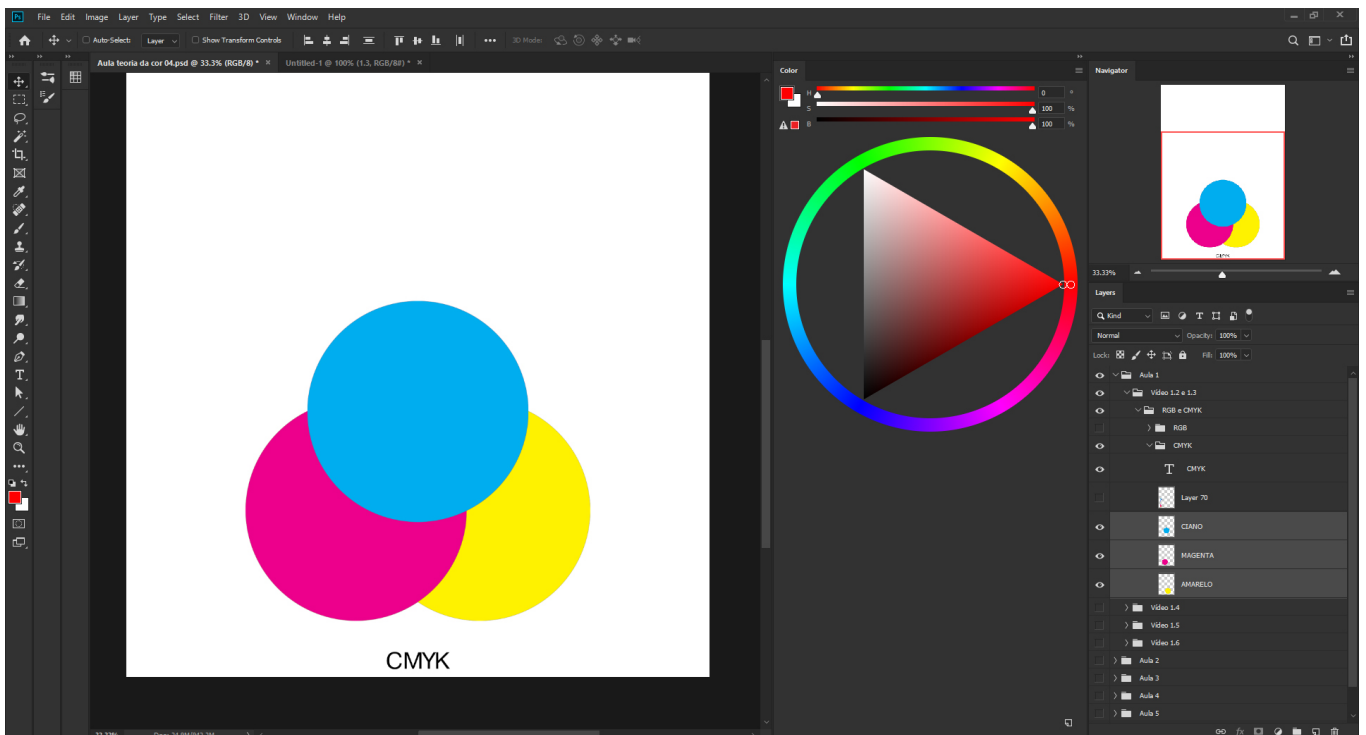 Ps File Edit Image Layer Type Select Filter 3D View Window Help
Auto-Select: Layer Show Transform Controls 3D Mode:
Aula teoria da cor 04.psd @ 33.3% (RGB/8) * × Untitled-1 @ 100% (1.3, RGB/8#) * ×
Color
H 0 °
S 100 %
B 100 %
CMYK
Navigator
CMYK
33.33%
Layers
Kind
Normal Opacity: 100%
Lock: Fill: 100%
Aula 1
Vídeo 1.2 e 1.3
RGB e CMYK
RGB
CMYK
T CMYK
Layer 70
CIANO
MAGENTA
AMARELO
Vídeo 1.4
Vídeo 1.5
Vídeo 1.6
Aula 2
Aula 3
Aula 4
Aula 5
fx